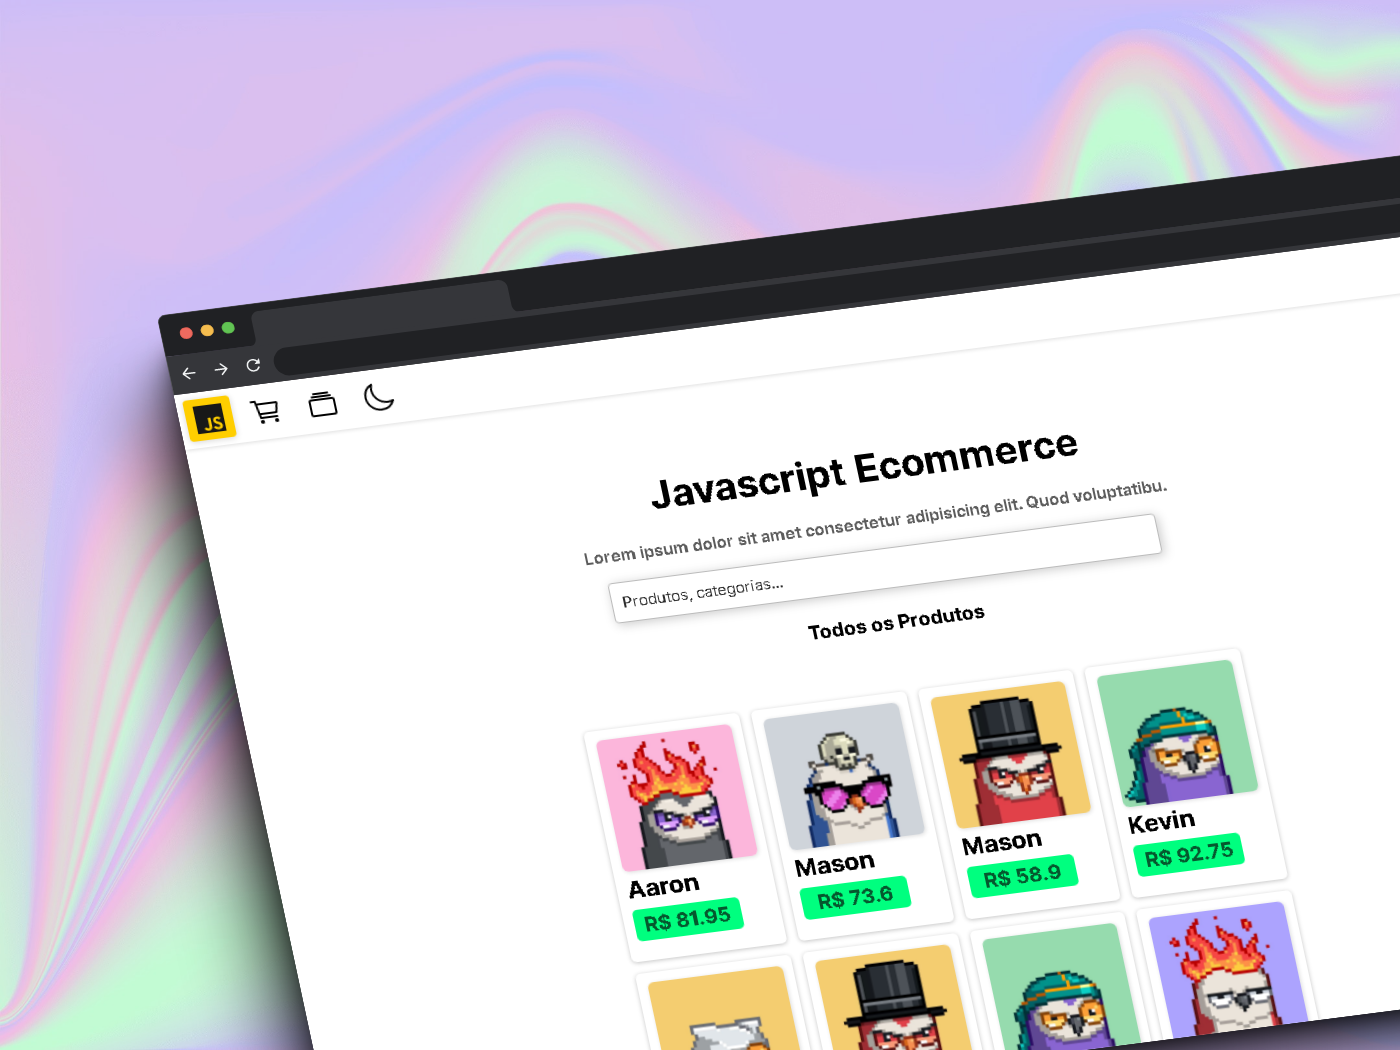 JS
Javascript Ecommerce
Lorem ipsum dolor sit amet consectetur adipisicing elit. Quod voluptatibu.
Produtos, categorias...
Todos os Produtos
Aaron
R$ 81.95
Mason
R$ 73.6
Mason
R$ 58.9
Kevin
R$ 92.75